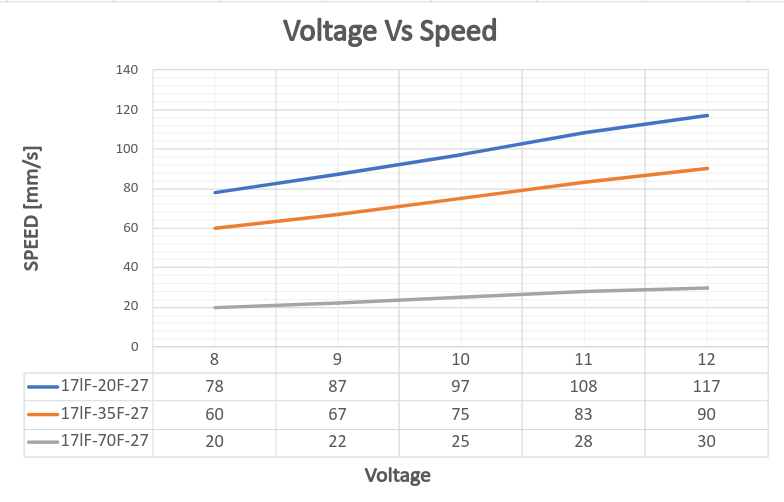 Voltage Vs Speed
140
120
100
80
60
40
20
0
SPEED [mm/s]
8 9 10 11 12
17lF-20F-27 78 87 97 108 117
17lF-35F-27 60 67 75 83 90
17lF-70F-27 20 22 25 28 30
Voltage